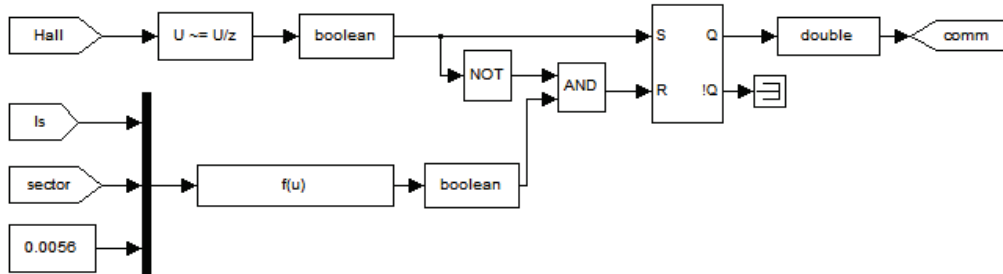 Hall
U ~= U/z
boolean
NOT
AND
S
Q
R
!Q
double
comm
Is
sector
0.0056
f(u)
boolean